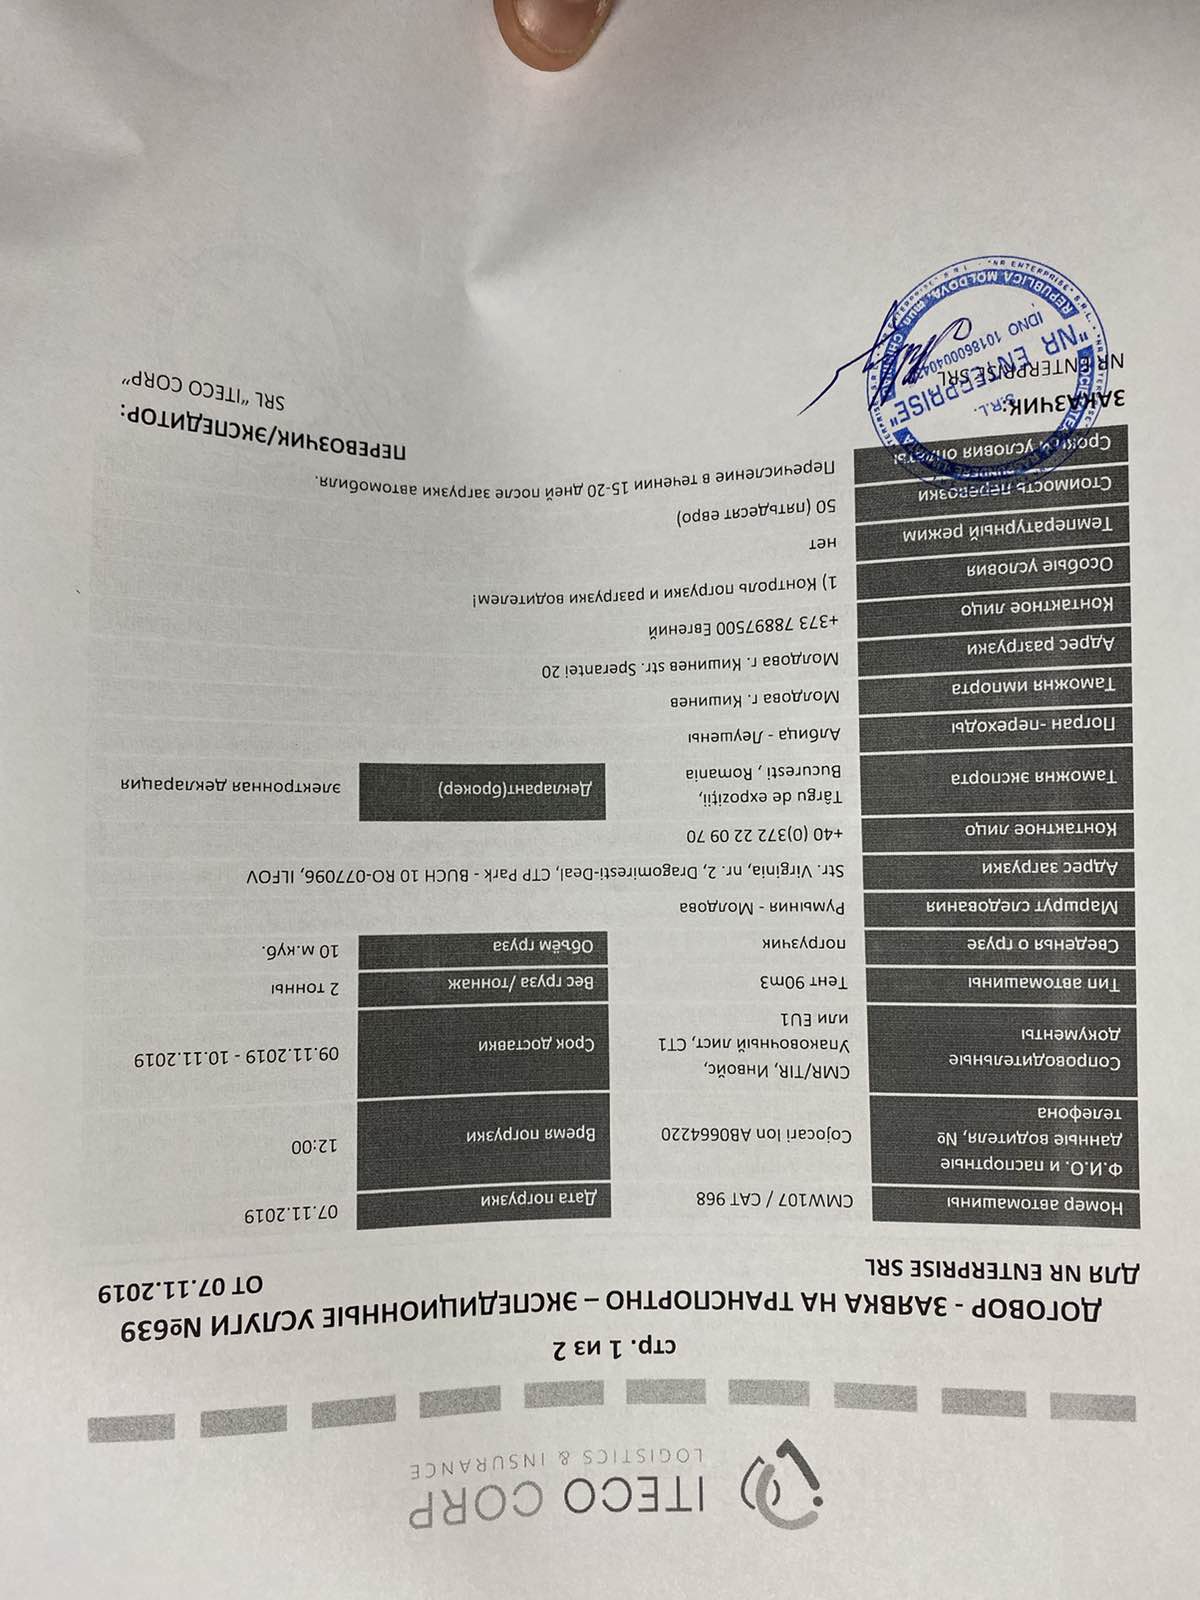 ITECO CORP
LOGISTICS & INSURANCE
стр. 1 из 2
ДОГОВОР - ЗАЯВКА НА ТРАНСПОРТНО – ЭКСПЕДИЦИОННЫЕ УСЛУГИ №639
ДЛЯ NR ENTERPRISE SRL ОТ 07.11.2019
Номер автомашины CMW107 / CAT 968 Дата погрузки 07.11.2019
Ф.И.О. и паспортные
данные водителя, №
телефона
Cojocari Ion AB0664220 Время погрузки 12:00
Сопроводительные
документы
CMR/TIR, Инвойс,
Упаковочный лист, СТ1
или EU1
Срок доставки 09.11.2019 - 10.11.2019
Тип автомашины Тент 90m3 Вес груза /тоннаж 2 тонны
Сведенья о грузе погрузчик Объём груза 10 м.куб.
Маршрут следования Румыния - Молдова
Адрес загрузки Str. Virginia, nr. 2, Dragomiresti-Deal, CTP Park - BUCH 10 RO-077096, ILFOV
Контактное лицо +40 (0)372 22 09 70
Таможня экспорта Târgu de expoziții,
Bucuresti , Romania
Декларант(брокер) электронная декларация
Погран -переходы Албица - Леушены
Таможня импорта Молдова г. Кишинев
Адрес разгрузки Молдова г. Кишинев str. Sperantei 20
Контактное лицо +373 78897500 Евгений
Особые условия 1) Контроль погрузки и разгрузки водителем!
Температурный режим нет
Стоимость перевозки 50 (пятьдесят евро)
Сроки и условия оплаты Перечисление в течении 15-20 дней после загрузки автомобиля.
ЗАКАЗЧИК: ПЕРЕВОЗЧИК/ЭКСПЕДИТОР:
NR ENTERPRISE SRL SRL "ITECO CORP"
REPUBLICA MOLDOVA, mun.
"NR ENTERPRISE"
S.R.L.
IDNO